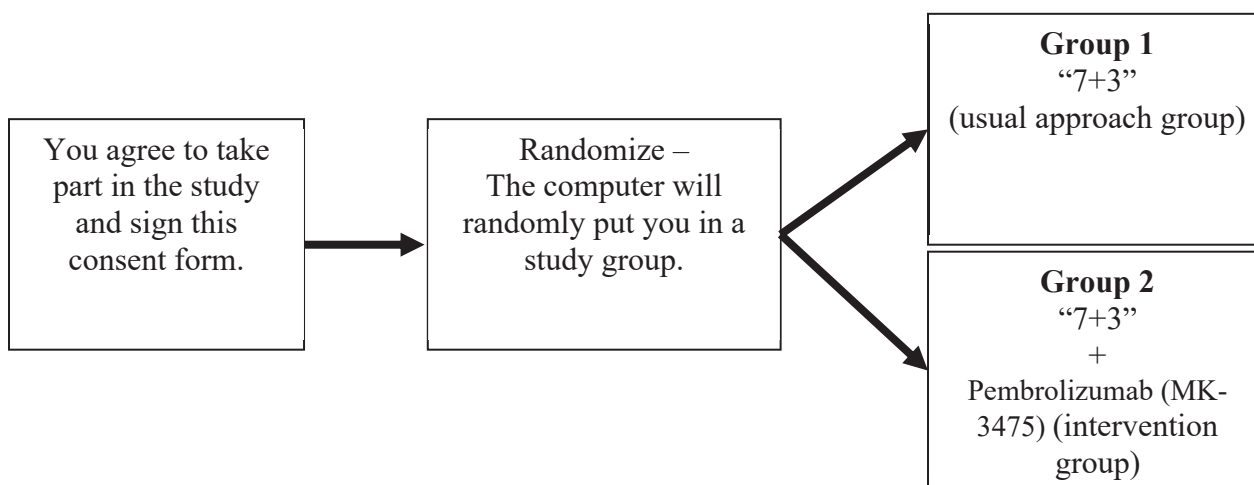 You agree to take
part in the study
and sign this
consent form.
Randomize –
The computer will
randomly put you in a
study group.
Group 1
“7+3”
(usual approach group)
Group 2
“7+3”
+
Pembrolizumab (MK-
3475) (intervention
group)